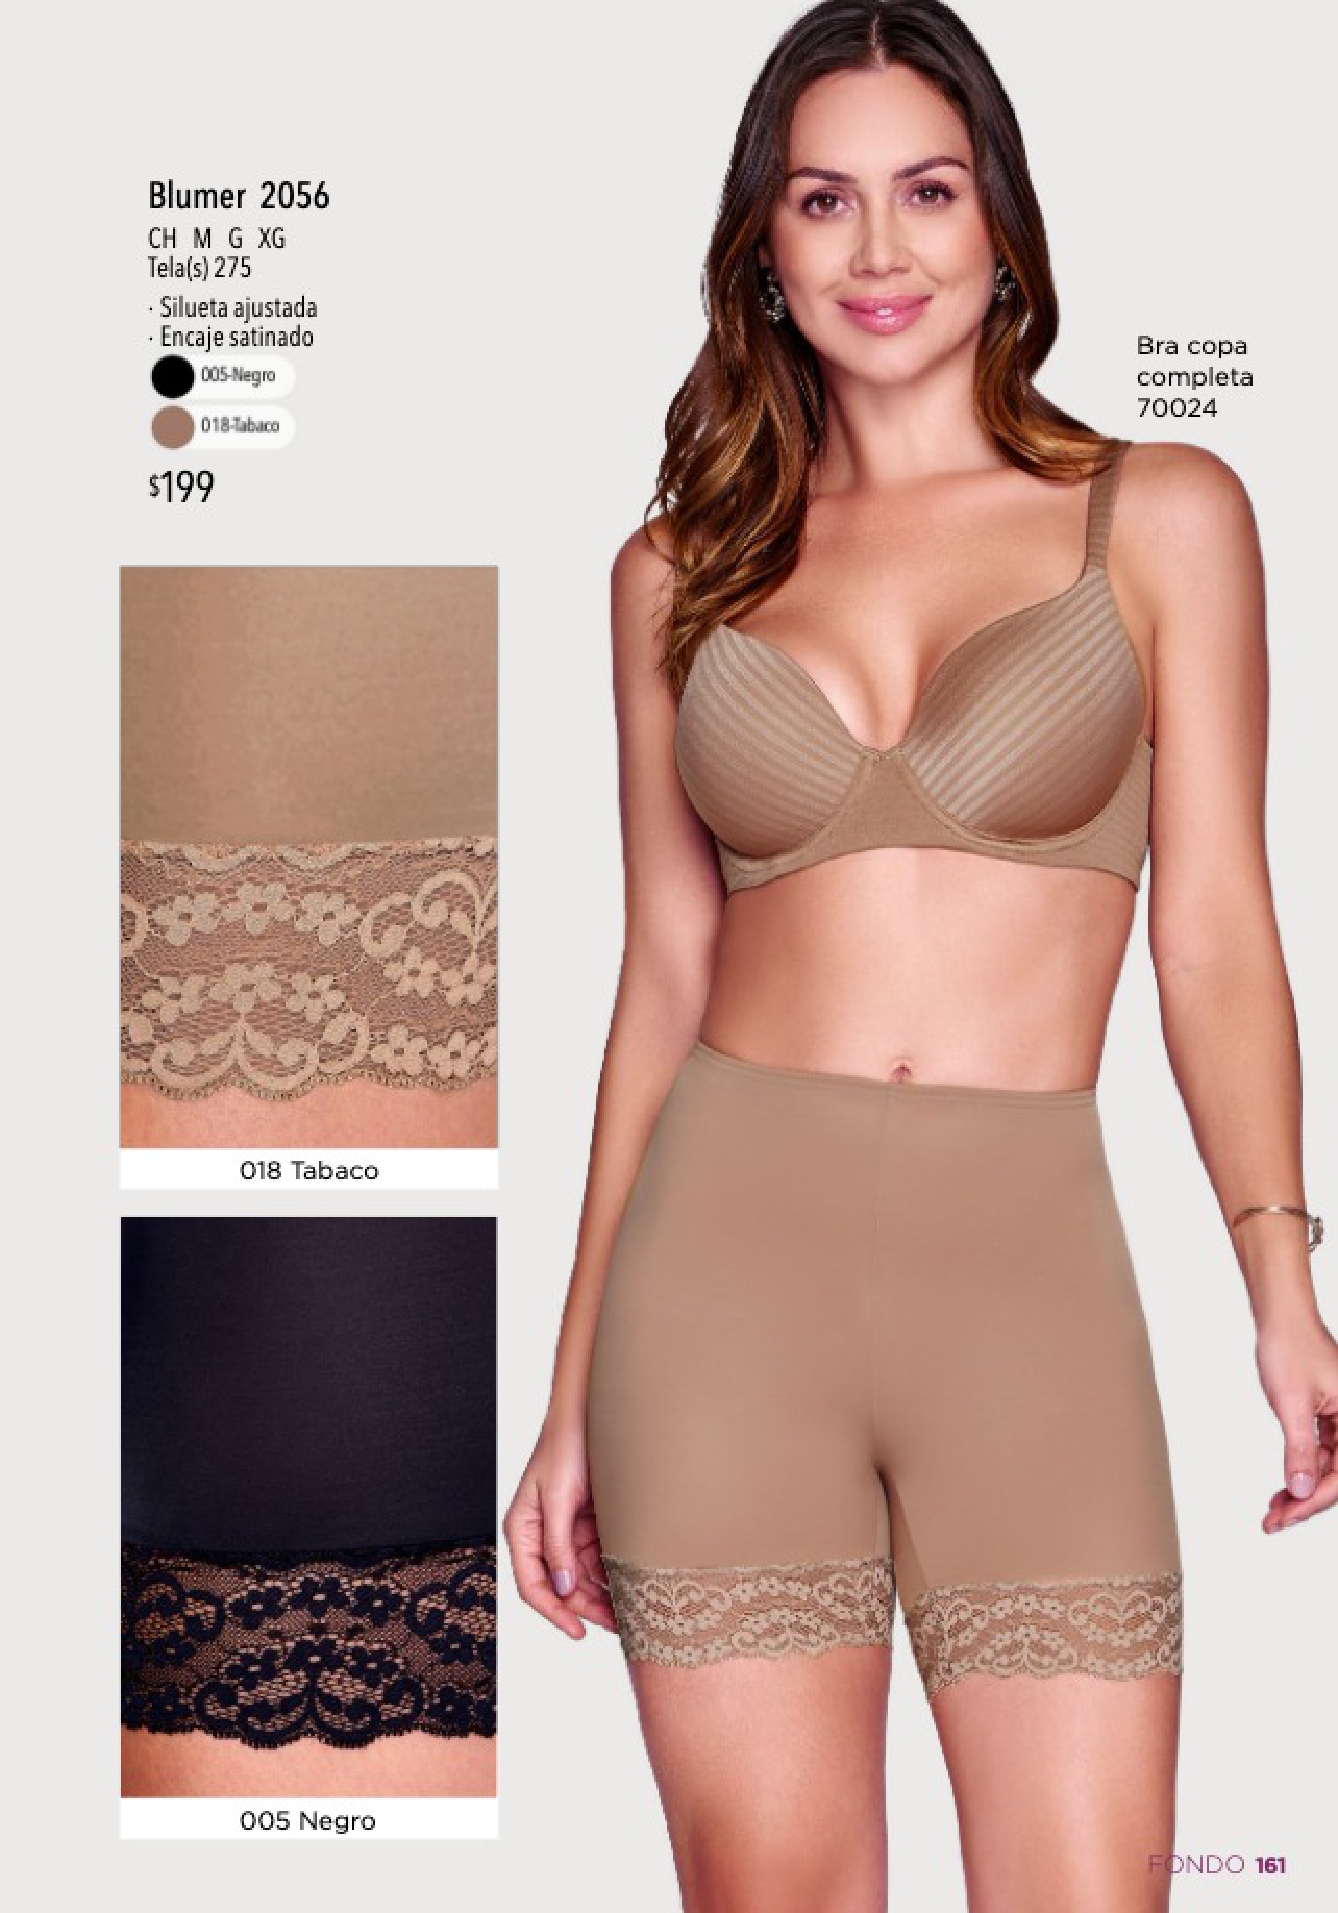 Blumer 2056
CH M G XG
Tela(s) 275
· Silueta ajustada
· Encaje satinado
005-Negro
018-Tabaco
$199
Bra copa
completa
70024
018 Tabaco
005 Negro
FONDO 161